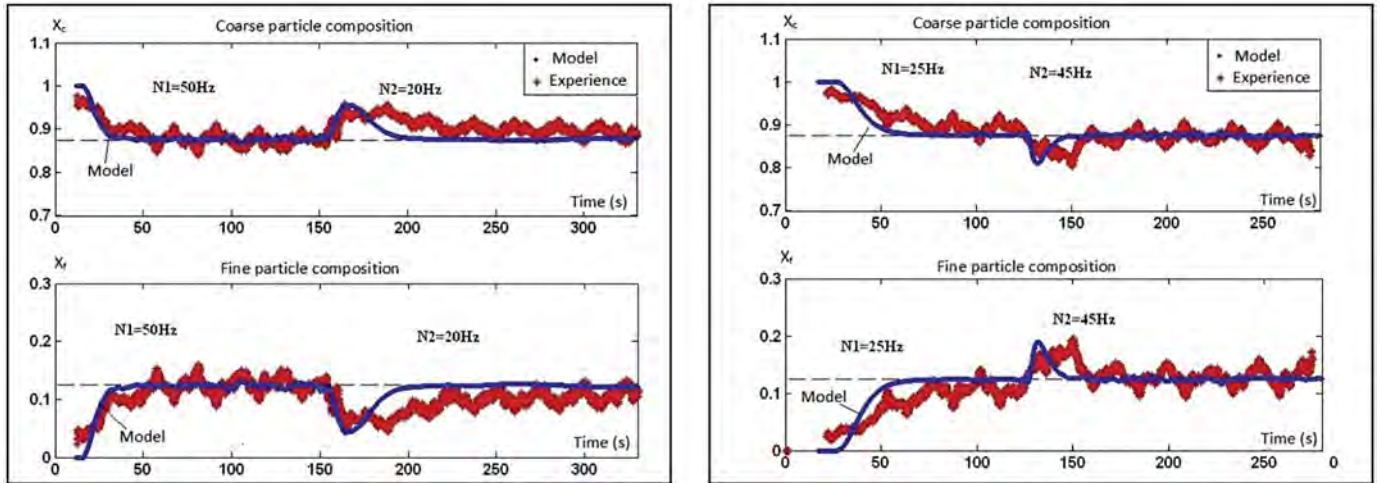 X_c
Coarse particle composition
1.1
1
0.9
0.8
0.7
Model
Experience
N1=50Hz
N2=20Hz
Model
Time (s)
0 50 100 150 200 250 300
X_f
Fine particle composition
0.3
0.2
0.1
0
N1=50Hz
N2=20Hz
Model
Time (s)
0 50 100 150 200 250 300
X_c
Coarse particle composition
1.1
1
0.9
0.8
0.7
Model
Experience
N1=25Hz
N2=45Hz
Model
Time (s)
0 50 100 150 200 250
X_f
Fine particle composition
0.3
0.2
0.1
0
N2=45Hz
N1=25Hz
Model
Time (s)
0 50 100 150 200 250 0